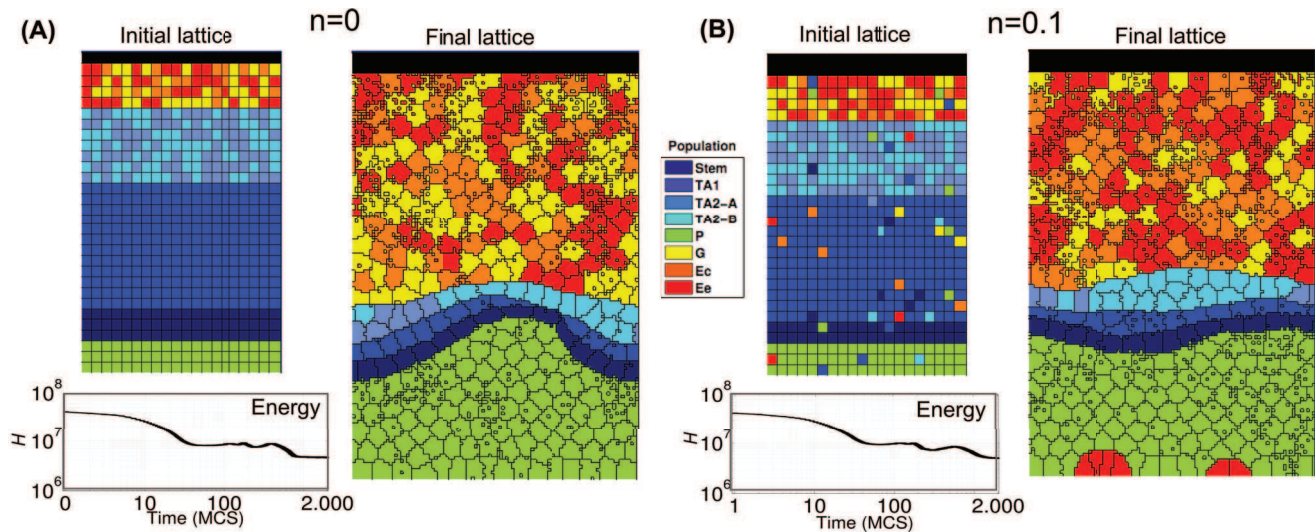 (A)
n=0
Initial lattice
Final lattice
10^8
10^7
10^6
H
Energy
0
10
100
2.000
Time (MCS)
(B)
n=0.1
Initial lattice
Final lattice
Population
Stem
TA1
TA2-A
TA2-B
P
G
Ec
Ee
10^8
10^7
10^6
H
Energy
1
10
100
2.000
Time (MCS)